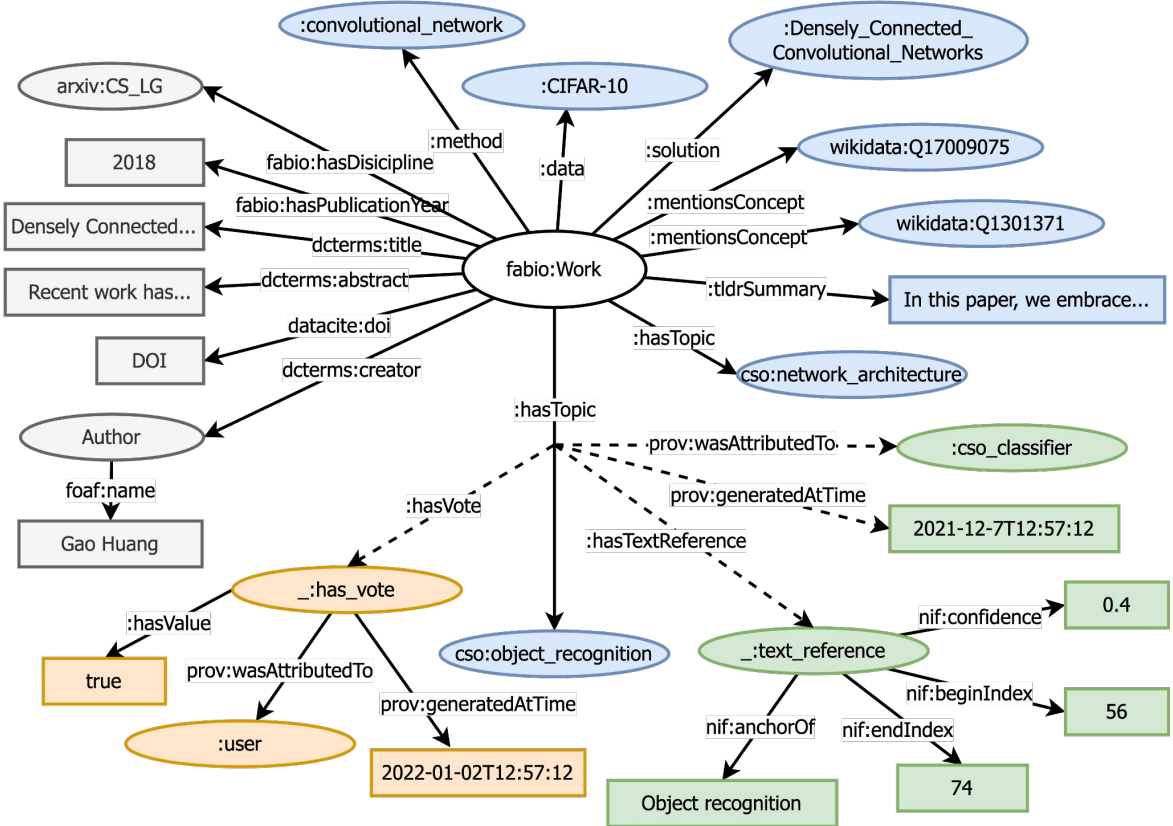 :convolutional_network
:Densely_Connected_
Convolutional_Networks
arxiv:CS_LG
:CIFAR-10
:method
2018
fabio:hasDisicipline
:data
:solution
wikidata:Q17009075
fabio:hasPublicationYear
:mentionsConcept
Densely Connected...
dcterms:title
:mentionsConcept
wikidata:Q1301371
fabio:Work
Recent work has...
dcterms:abstract
:tldrSummary
In this paper, we embrace...
datacite:doi
:hasTopic
DOI
dcterms:creator
cso:network_architecture
:hasTopic
Author
prov:wasAttributedTo
:cso_classifier
foaf:name
:hasVote
prov:generatedAtTime
2021-12-7T12:57:12
Gao Huang
:hasTextReference
_:has_vote
:hasValue
nif:confidence
0.4
cso:object_recognition
_:text_reference
true
prov:wasAttributedTo
prov:generatedAtTime
nif:beginIndex
56
nif:anchorOf
nif:endIndex
:user
2022-01-02T12:57:12
74
Object recognition